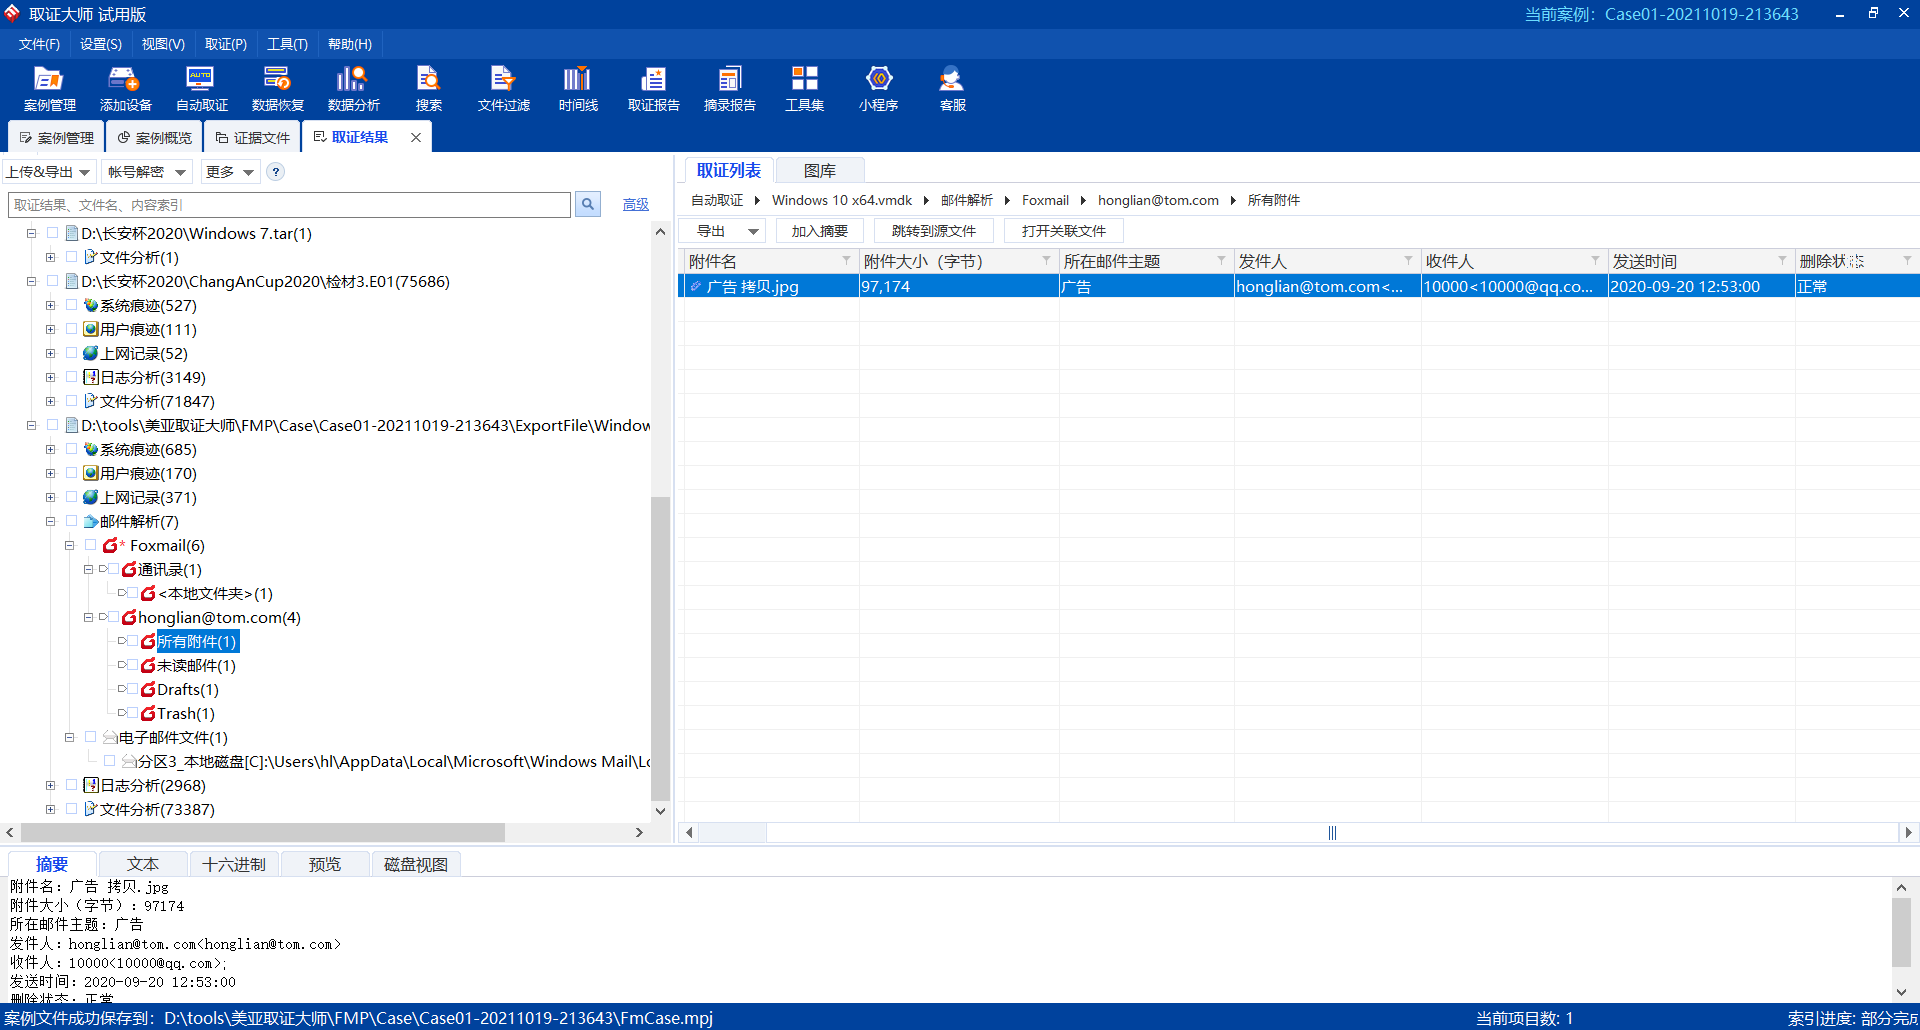 取证大师 试用版
当前案例: Case01-20211019-213643
文件(F) 设置(S) 视图(V) 取证(P) 工具(T) 帮助(H)
案例管理 添加设备 自动取证 数据恢复 数据分析 搜索 文件过滤 时间线 取证报告 摘录报告 工具集 小程序 客服
案例管理 案例概览 证据文件 取证结果
上传&导出 帐号解密 更多 ?
取证结果、文件名、内容索引 高级
D:\长安杯2020\Windows 7.tar(1)
文件分析(1)
D:\长安杯2020\ChangAnCup2020\检材3.E01(75686)
系统痕迹(527)
用户痕迹(111)
上网记录(52)
日志分析(3149)
文件分析(71847)
D:\tools\美亚取证大师\FMP\Case\Case01-20211019-213643\ExportFile\Window
系统痕迹(685)
用户痕迹(170)
上网记录(371)
邮件解析(7)
* Foxmail(6)
通讯录(1)
<本地文件夹>(1)
honglian@tom.com(4)
所有附件(1)
未读邮件(1)
Drafts(1)
Trash(1)
电子邮件文件(1)
分区3_本地磁盘[C]:\Users\hl\AppData\Local\Microsoft\Windows Mail\Lo
日志分析(2968)
文件分析(73387)
取证列表 图库
自动取证 Windows 10 x64.vmdk 邮件解析 Foxmail honglian@tom.com 所有附件
导出 加入摘要 跳转到源文件 打开关联文件
附件名 附件大小 (字节) 所在邮件主题 发件人 收件人 发送时间 删除状态
广告 拷贝.jpg 97,174 广告 honglian@tom.com<... 10000<10000@qq.co... 2020-09-20 12:53:00 正常
摘要 文本 十六进制 预览 磁盘视图
附件名: 广告 拷贝.jpg
附件大小（字节）: 97174
所在邮件主题: 广告
发件人: honglian@tom.com<honglian@tom.com>
收件人: 10000<10000@qq.com>;
发送时间: 2020-09-20 12:53:00
删除状态: 正常
案例文件成功保存到: D:\tools\美亚取证大师\FMP\Case\Case01-20211019-213643\FmCase.mpj
当前项目数: 1
索引进度: 部分完成